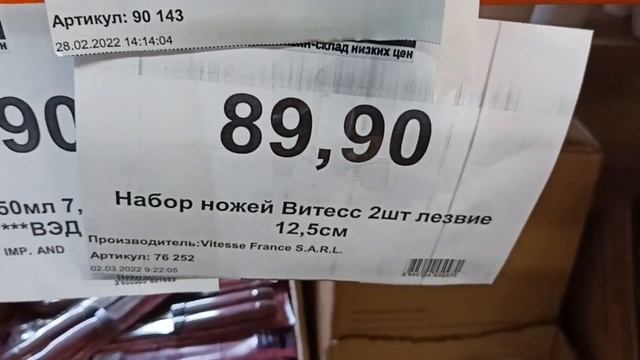 Артикул: 90 143
28.02.2022 14:14:04
н-склад низких цен
89,90
Набор ножей Витесс 2шт лезвие
12,5см
Производитель:Vitesse France S.A.R.L.
Артикул: 76 252
02.03.2022 9:22:05
90
50мл 7,
***ВЭД
IMP. AND